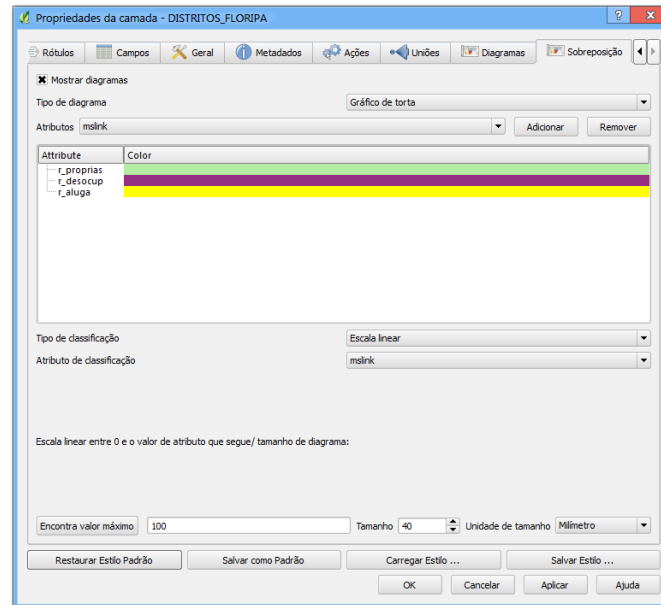 Propriedades da camada - DISTRITOS_FLORIPA
Rótulos Campos Geral Metadados Ações Uniões Diagramas Sobreposição
Mostrar diagramas
Tipo de diagrama Gráfico de torta
Atributos mslink Adicionar Remover
Attribute Color
r_proprias
r_desocup
r_aluga
Tipo de classificação Escala linear
Atributo de classificação mslink
Escala linear entre 0 e o valor de atributo que segue/ tamanho de diagrama:
Encontra valor máximo 100 Tamanho 40 Unidade de tamanho Milímetro
Restaurar Estilo Padrão Salvar como Padrão Carregar Estilo ... Salvar Estilo ...
OK Cancelar Aplicar Ajuda